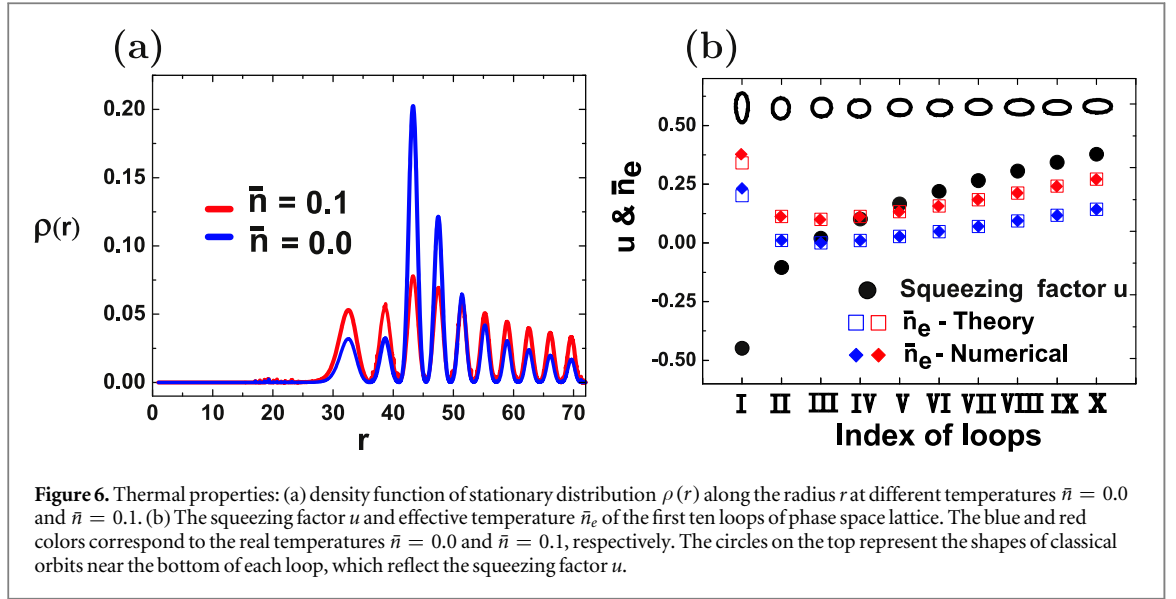 (a)
0.20
0.15
ρ(r)
0.10
0.05
0.00
n̄ = 0.1
n̄ = 0.0
1 10 20 30 40 50 60 70
r
(b)
0.50
0.25
0.00
-0.25
-0.50
u & n̄e
Squeezing factor u
n̄e - Theory
n̄e - Numerical
I II III IV V VI VII VIII IX X
Index of loops
Figure 6. Thermal properties: (a) density function of stationary distribution ρ(r) along the radius r at different temperatures n̄ = 0.0
and n̄ = 0.1. (b) The squeezing factor u and effective temperature n̄e of the first ten loops of phase space lattice. The blue and red
colors correspond to the real temperatures n̄ = 0.0 and n̄ = 0.1, respectively. The circles on the top represent the shapes of classical
orbits near the bottom of each loop, which reflect the squeezing factor u.